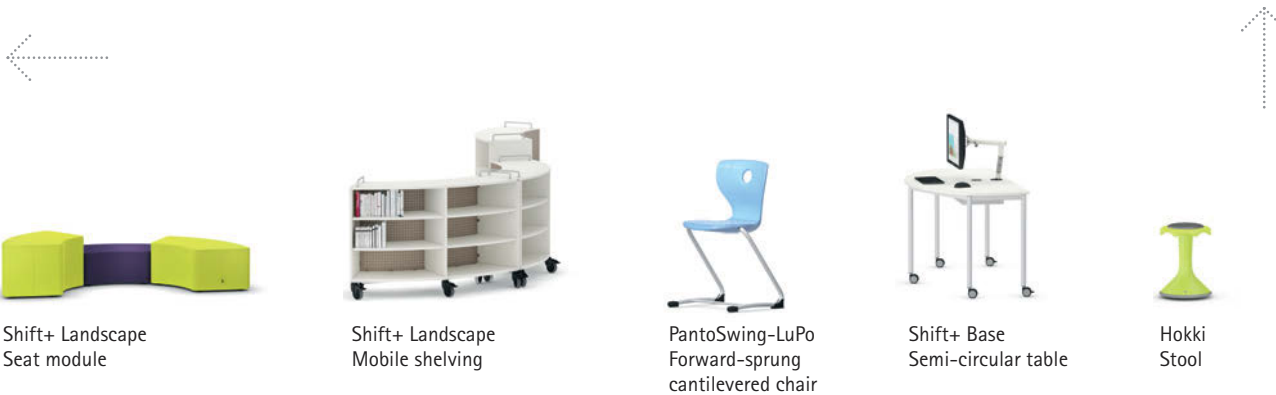 Shift+ Landscape
Seat module
Shift+ Landscape
Mobile shelving
PantoSwing-LuPo
Forward-sprung
cantilevered chair
Shift+ Base
Semi-circular table
Hokki
Stool